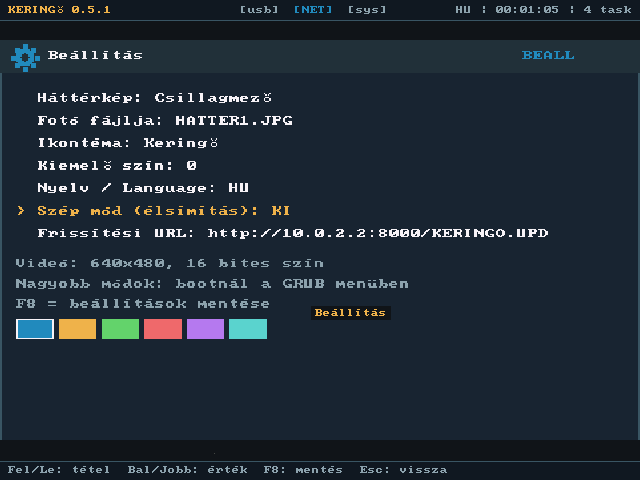 KERINGŐ 0.5.1 [usb] [NET] [sys] HU | 00:01:05 | 4 task
Beállítás BEALL
Háttérkép: Csillagmező
Fotó fájlja: HATTER1.JPG
Ikontéma: Keringő
Kiemelő szín: 0
Nyelv / Language: HU
> Szép mód (élsimítás): KI
Frissítési URL: http://10.0.2.2:8000/KERINGO.UPD
Videó: 640x480, 16 bites szín
Nagyobb módok: bootnál a GRUB menüben
F8 = beállítások mentése
Beállítás
Fel/Le: tétel Bal/Jobb: érték F8: mentés Esc: vissza